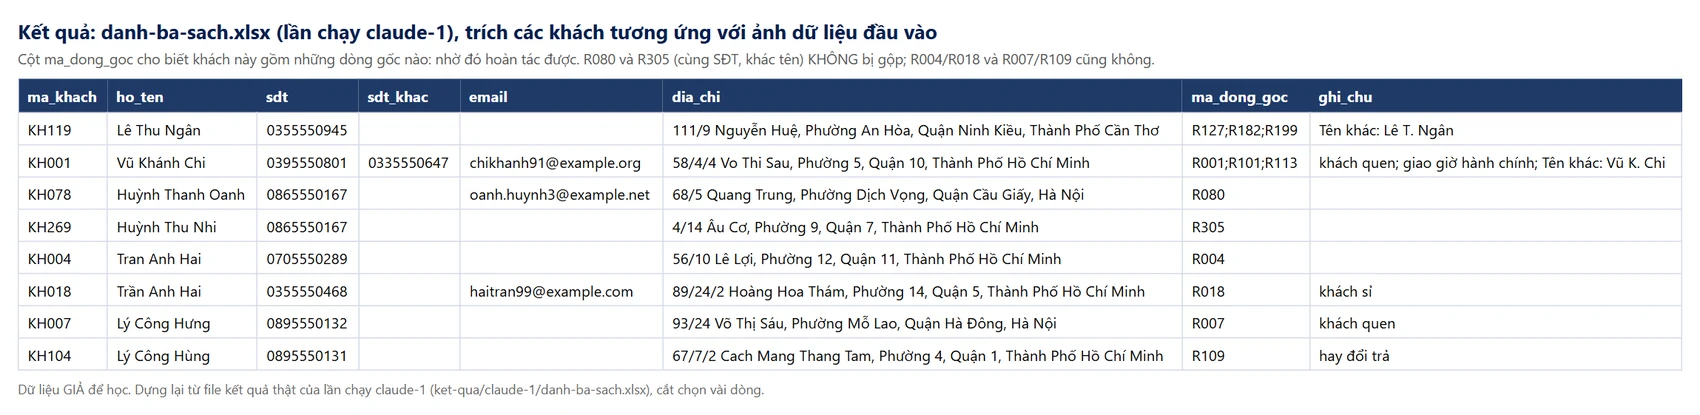 Kết quả: danh-ba-sach.xlsx (lần chạy claude-1), trích các khách tương ứng với ảnh dữ liệu đầu vào
Cột ma_dong_goc cho biết khách này gồm những dòng gốc nào: nhờ đó hoàn tác được. R080 và R305 (cùng SĐT, khác tên) KHÔNG bị gộp; R004/R018 và R007/R109 cũng không.
ma_khach ho_ten sdt sdt_khac email dia_chi ma_dong_goc ghi_chu
KH119 Lê Thu Ngân 0355550945 111/9 Nguyễn Huệ, Phường An Hòa, Quận Ninh Kiều, Thành Phố Cần Thơ R127;R182;R199 Tên khác: Lê T. Ngân
KH001 Vũ Khánh Chi 0395550801 0335550647 chikhanh91@example.org 58/4/4 Vo Thi Sau, Phường 5, Quận 10, Thành Phố Hồ Chí Minh R001;R101;R113 khách quen; giao giờ hành chính; Tên khác: Vũ K. Chi
KH078 Huỳnh Thanh Oanh 0865550167 oanh.huynh3@example.net 68/5 Quang Trung, Phường Dịch Vọng, Quận Cầu Giấy, Hà Nội R080
KH269 Huỳnh Thu Nhi 0865550167 4/14 Âu Cơ, Phường 9, Quận 7, Thành Phố Hồ Chí Minh R305
KH004 Tran Anh Hai 0705550289 56/10 Lê Lợi, Phường 12, Quận 11, Thành Phố Hồ Chí Minh R004
KH018 Trần Anh Hai 0355550468 haitran99@example.com 89/24/2 Hoàng Hoa Thám, Phường 14, Quận 5, Thành Phố Hồ Chí Minh R018 khách sỉ
KH007 Lý Công Hưng 0895550132 93/24 Võ Thị Sáu, Phường Mỗ Lao, Quận Hà Đông, Hà Nội R007 khách quen
KH104 Lý Công Hùng 0895550131 67/7/2 Cach Mang Thang Tam, Phường 4, Quận 1, Thành Phố Hồ Chí Minh R109 hay đổi trả
Dữ liệu GIẢ để học. Dựng lại từ file kết quả thật của lần chạy claude-1 (ket-qua/claude-1/danh-ba-sach.xlsx), cắt chọn vài dòng.